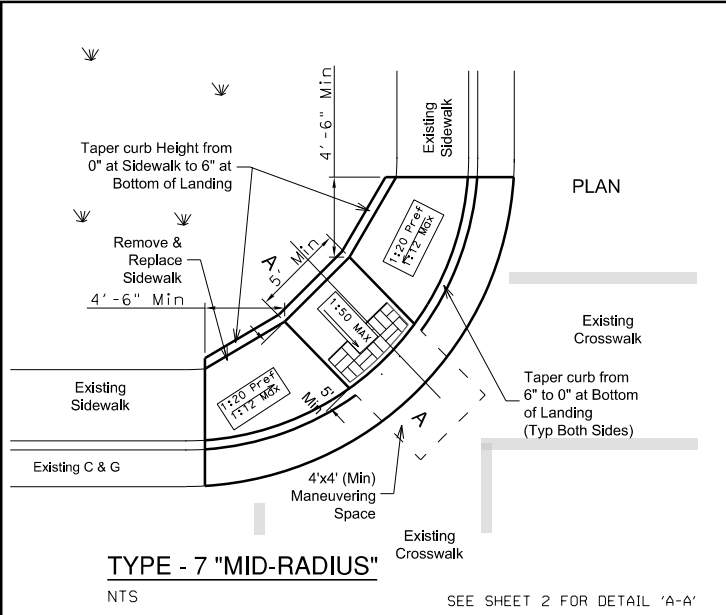 4'-6" Min
Existing
Sidewalk
Taper curb Height from
0" at Sidewalk to 6" at
Bottom of Landing
PLAN
1:20 Pref
1:12 Max
Remove &
Replace
Sidewalk
A
5' Min
4'-6" Min
1:50 MAX
Existing
Crosswalk
Existing
Sidewalk
1:20 Pref
1:12 Max
5'
Min
A
Taper curb from
6" to 0" at Bottom
of Landing
(Typ Both Sides)
Existing C & G
4'x4' (Min)
Maneuvering
Space
Existing
Crosswalk
TYPE - 7 "MID-RADIUS"
NTS
SEE SHEET 2 FOR DETAIL 'A-A'